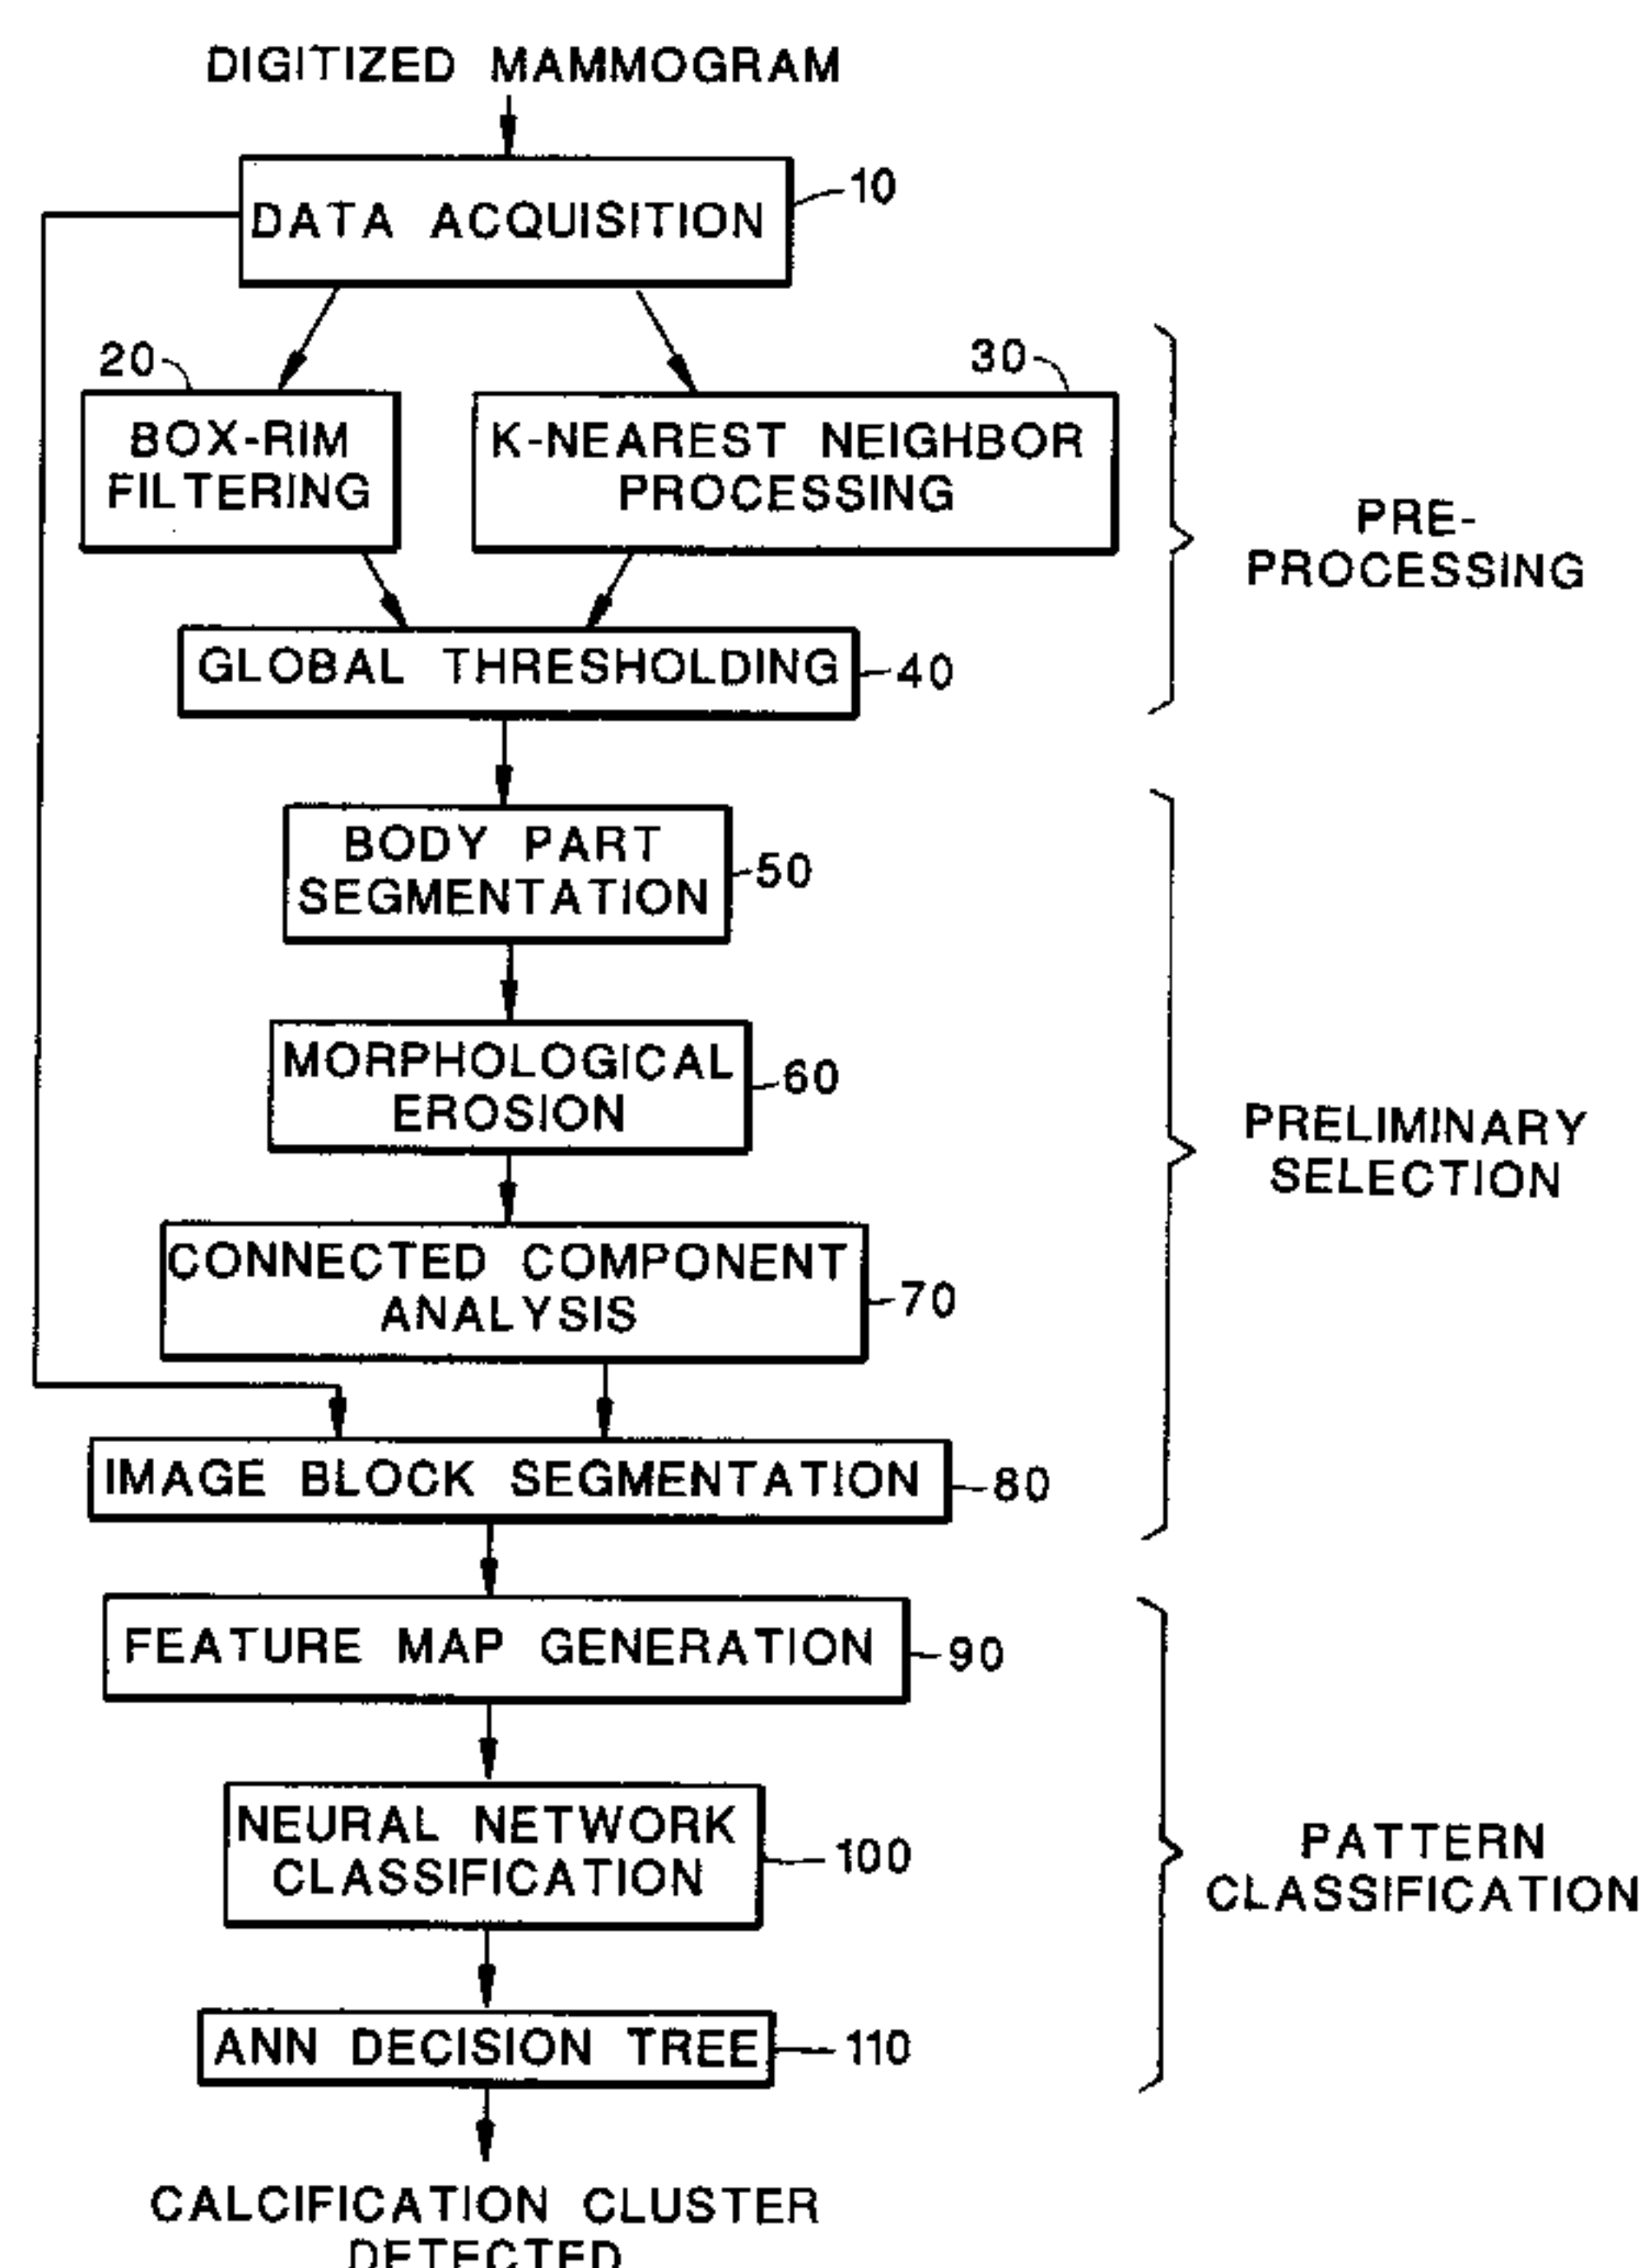 DIGITIZED MAMMOGRAM
DATA ACQUISITION
10
20
BOX-RIM
FILTERING
30
K-NEAREST NEIGHBOR
PROCESSING
PRE-
PROCESSING
GLOBAL THRESHOLDING
40
BODY PART
SEGMENTATION
50
MORPHOLOGICAL
EROSION
60
PRELIMINARY
SELECTION
CONNECTED COMPONENT
ANALYSIS
70
IMAGE BLOCK SEGMENTATION
80
FEATURE MAP GENERATION
90
NEURAL NETWORK
CLASSIFICATION
100
PATTERN
CLASSIFICATION
ANN DECISION TREE
110
CALCIFICATION CLUSTER
DETECTED